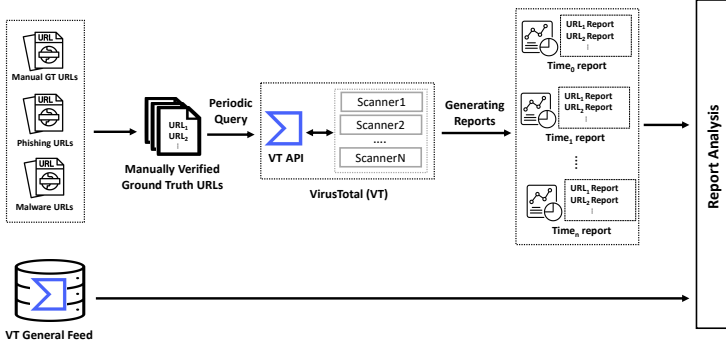 URL
Manual GT URLs
URL
Phishing URLs
URL
Malware URLs
URL₁
URL₂
Manually Verified
Ground Truth URLs
Periodic
Query
VT API
Scanner1
Scanner2
....
ScannerN
VirusTotal (VT)
Generating
Reports
URL₁ Report
URL₂ Report
Time₀ report
URL₁ Report
URL₂ Report
Time₁ report
URL₁ Report
URL₂ Report
Timeₙ report
Report Analysis
VT General Feed